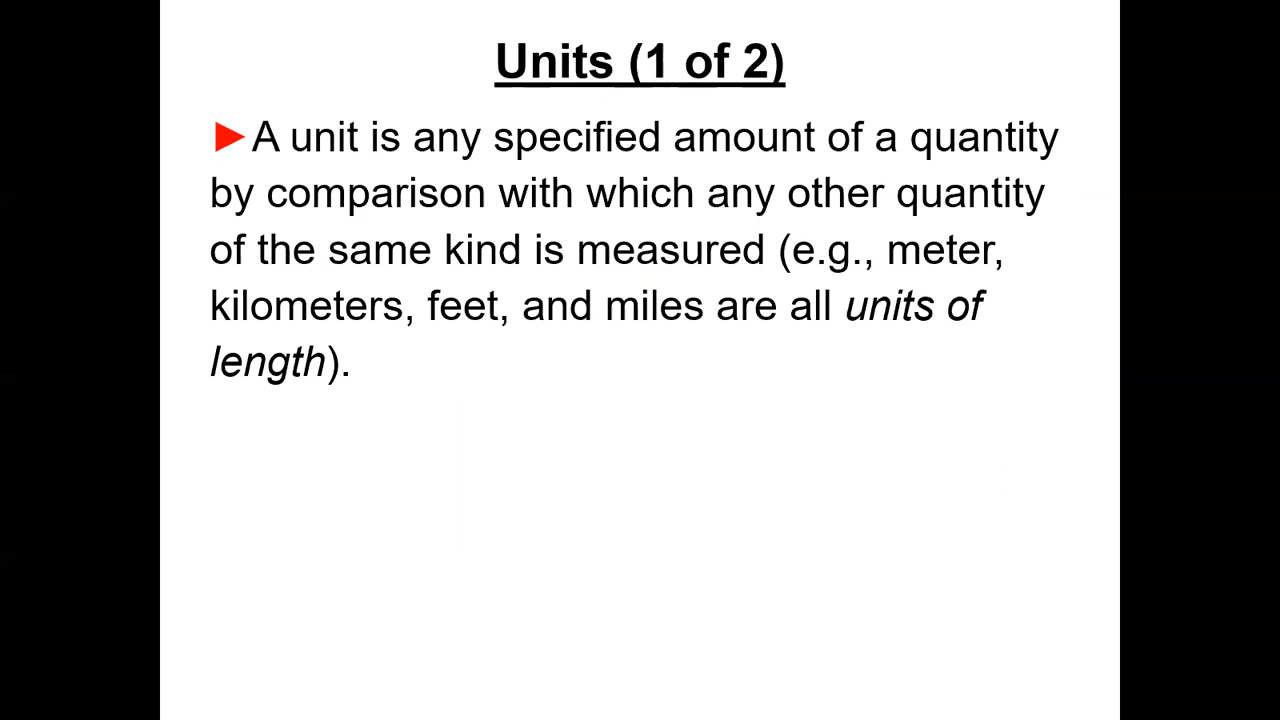 Units (1 of 2)
►A unit is any specified amount of a quantity
by comparison with which any other quantity
of the same kind is measured (e.g., meter,
kilometers, feet, and miles are all units of
length).